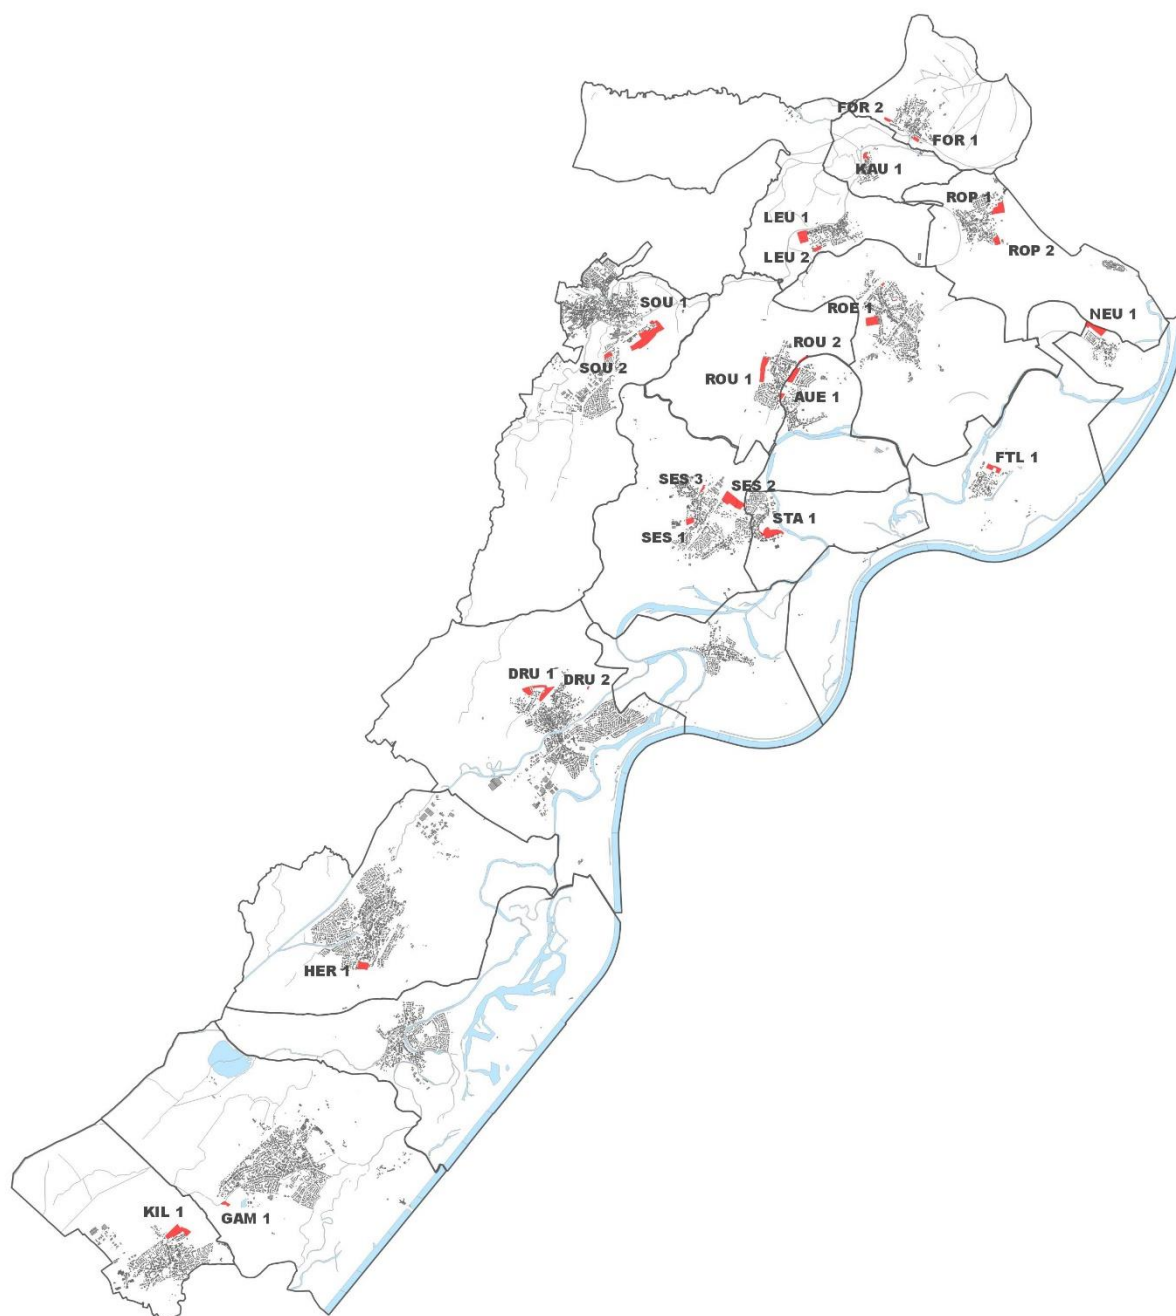 FOR 2
FOR 1
KAU 1
ROP 1
LEU 1
ROP 2
LEU 2
SOU 1
ROE 1
NEU 1
ROU 2
SOU 2
ROU 1
AUE 1
FTL 1
SES 3
SES 2
STA 1
SES 1
DRU 1
DRU 2
HER 1
KIL 1
GAM 1